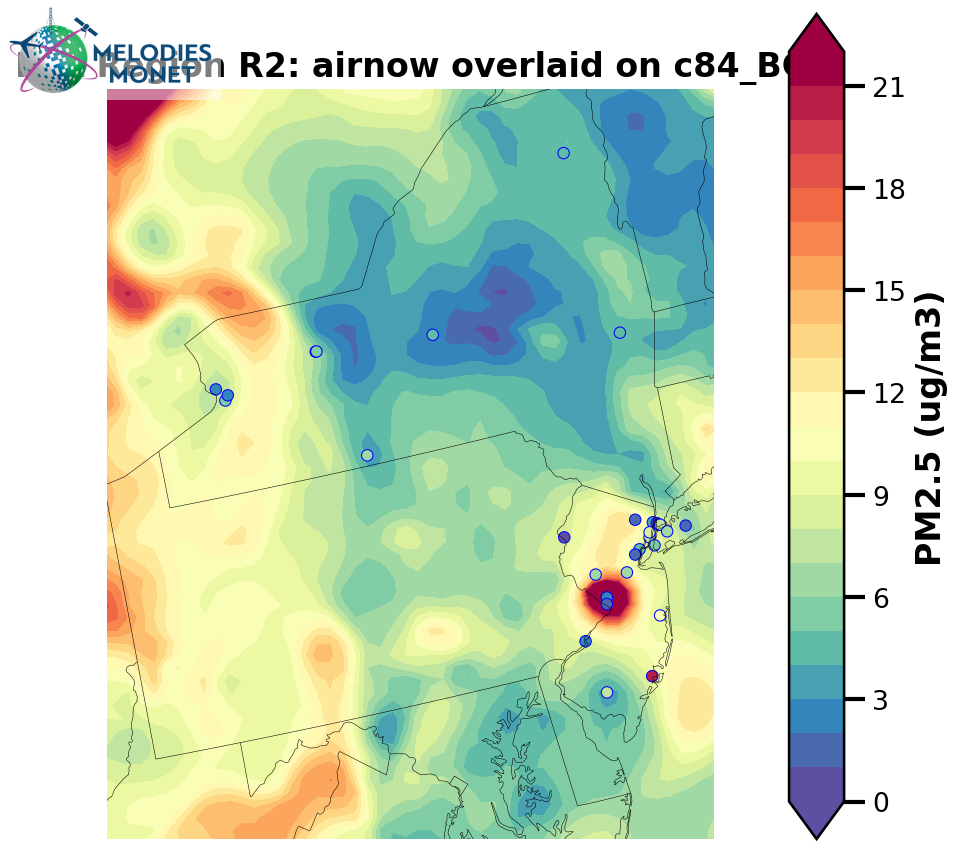 MELODIES
MONET
Region R2: airnow overlaid on c84_B
21
18
15
12
9
6
3
0
PM2.5 (ug/m3)